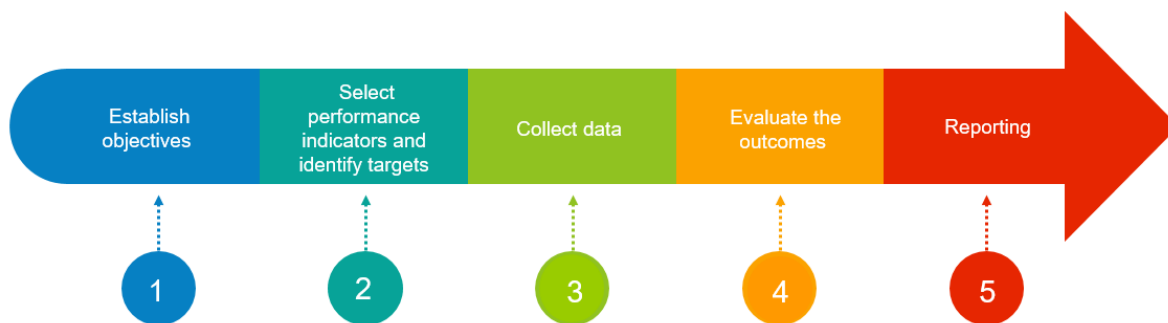 Establish
objectives
Select
performance
indicators and
identify targets
Collect data
Evaluate the
outcomes
Reporting
1
2
3
4
5